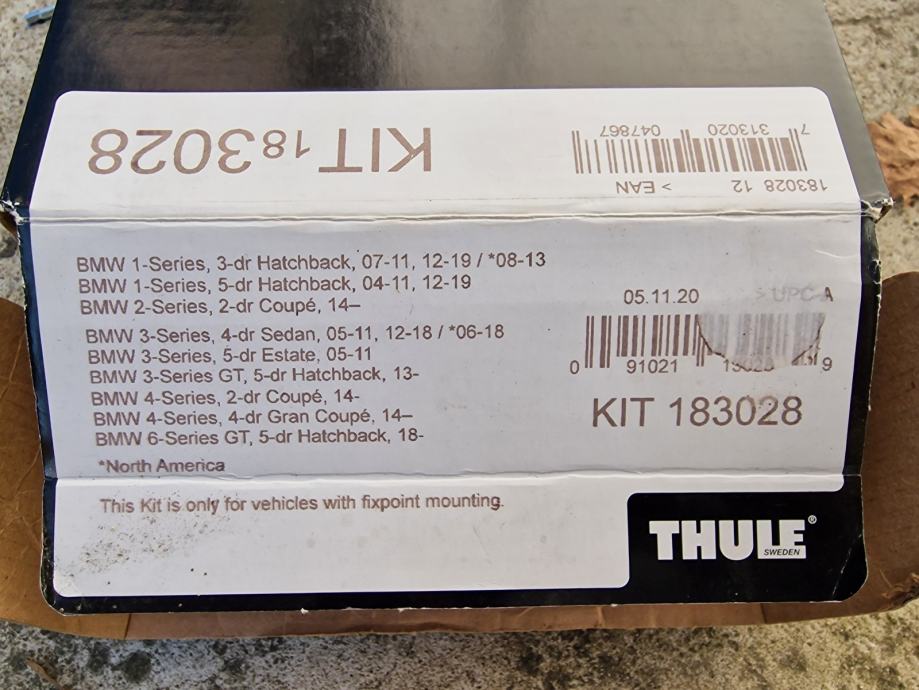 KIT 183028
183028 12 > EAN
7 313020 047867
BMW 1-Series, 3-dr Hatchback, 07-11, 12-19 / *08-13
BMW 1-Series, 5-dr Hatchback, 04-11, 12-19
BMW 2-Series, 2-dr Coupé, 14–
BMW 3-Series, 4-dr Sedan, 05-11, 12-18 / *06-18
BMW 3-Series, 5-dr Estate, 05-11
BMW 3-Series GT, 5-dr Hatchback, 13-
BMW 4-Series, 2-dr Coupé, 14-
BMW 4-Series, 4-dr Gran Coupé, 14–
BMW 6-Series GT, 5-dr Hatchback, 18-
*North America
This Kit is only for vehicles with fixpoint mounting.
05.11.20 > UPC-A
0 91021 9
KIT 183028
THULE®
SWEDEN